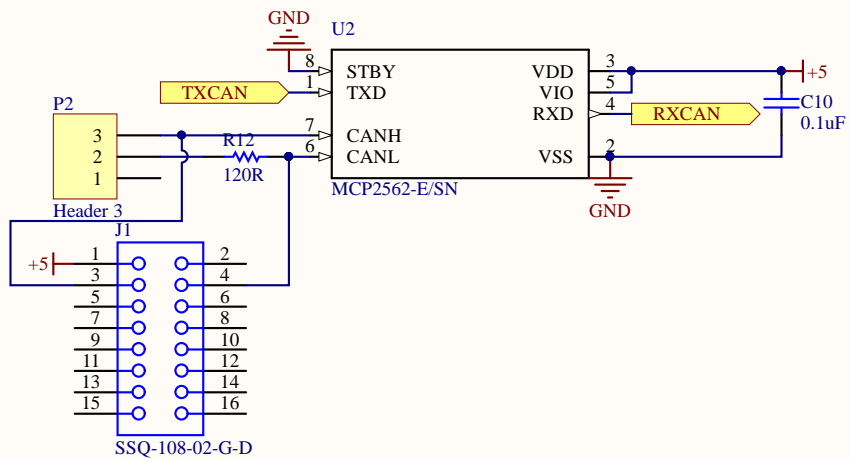 GND
U2
8
STBY
VDD
3
+5
TXCAN
1
TXD
VIO
5
P2
RXD
4
RXCAN
C10
0.1uF
3
7
CANH
R12
2
6
CANL
VSS
2
120R
1
MCP2562-E/SN
GND
Header 3
J1
+5
1
2
3
4
5
6
7
8
9
10
11
12
13
14
15
16
SSQ-108-02-G-D